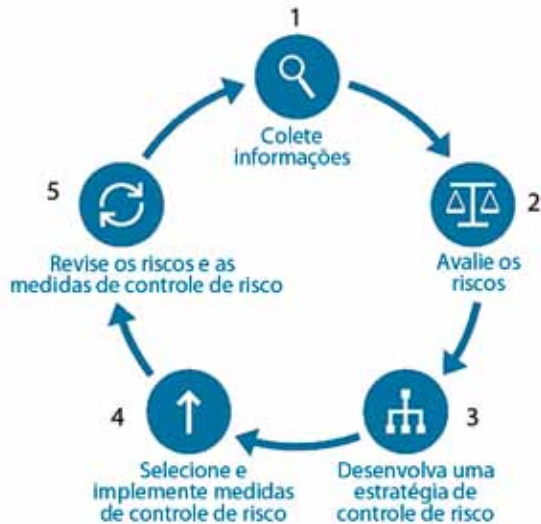 1
Colete
informações
2
Avalie os
riscos
3
Desenvolva uma
estratégia de
controle de risco
4
Selecione e
implemente medidas
de controle de risco
5
Revise os riscos e as
medidas de controle de risco